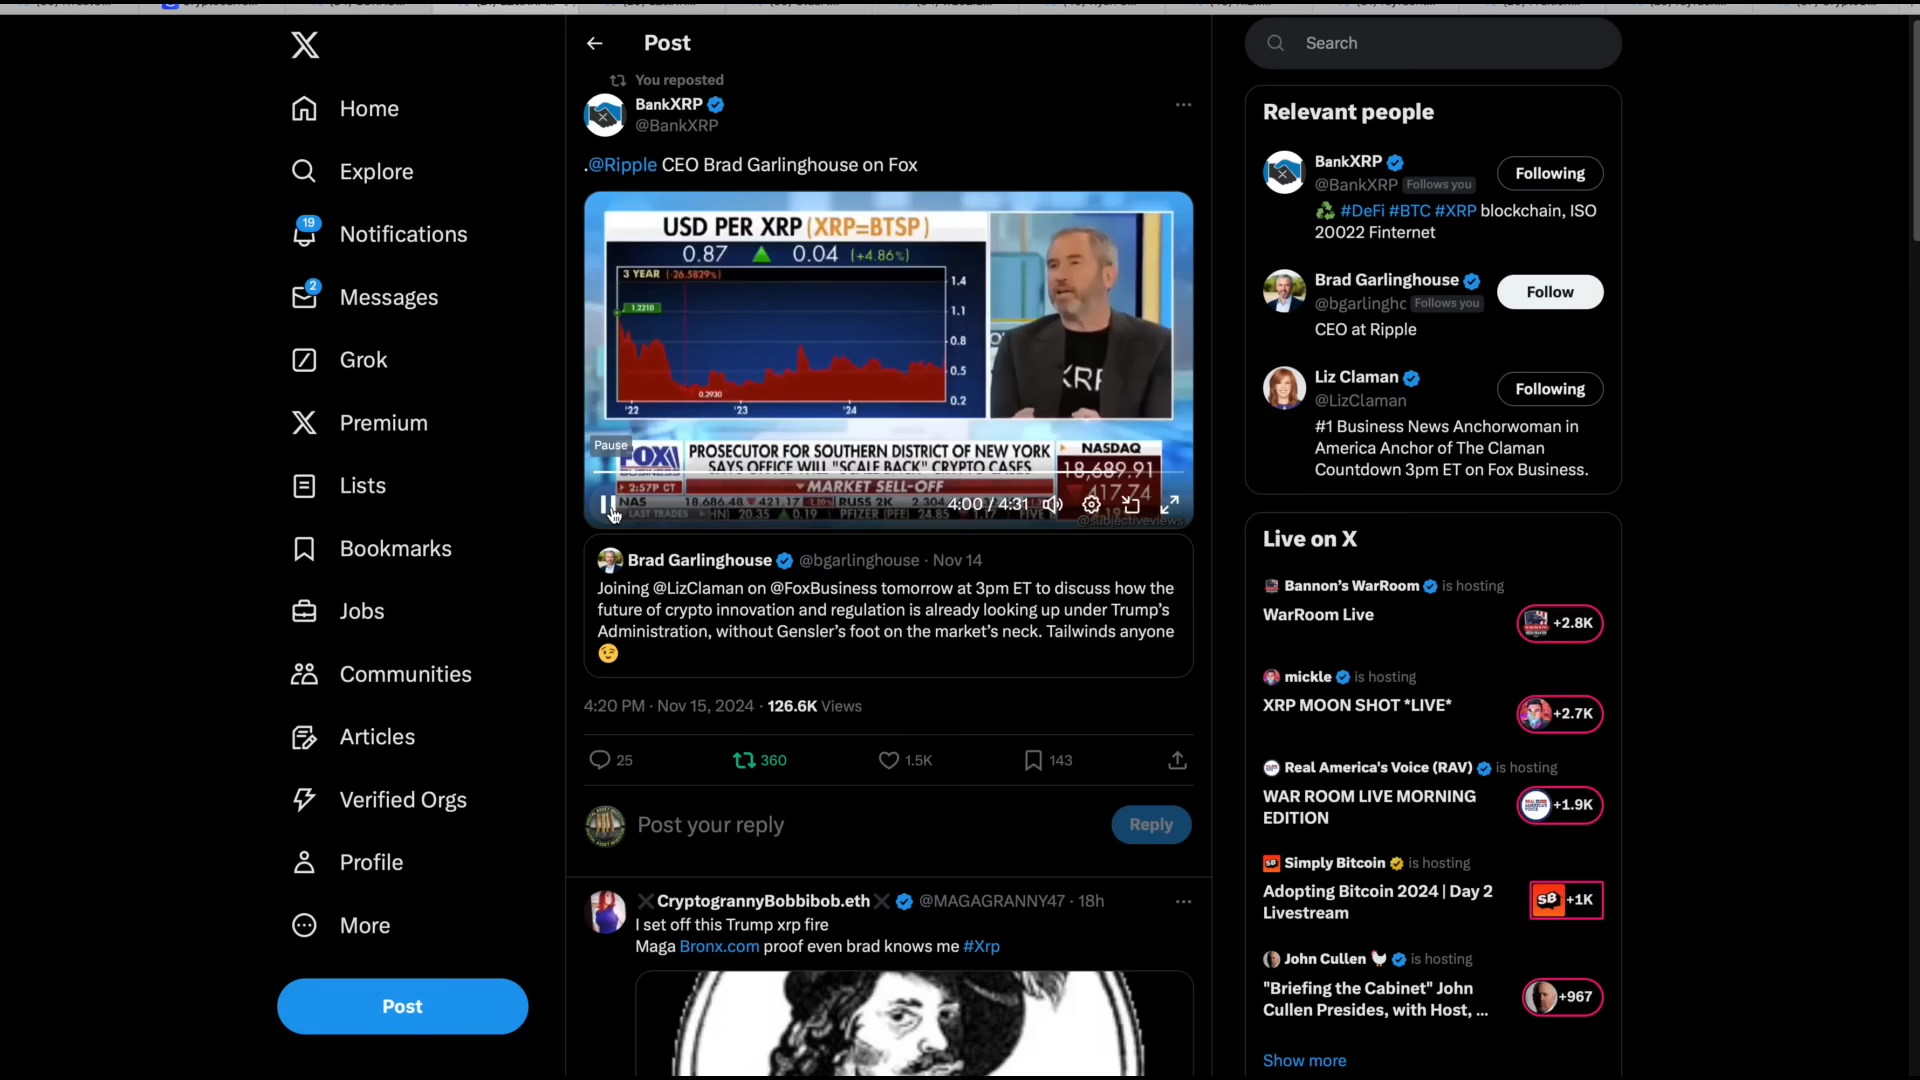 Home
Explore
19
Notifications
2
Messages
Grok
Premium
Lists
Bookmarks
Jobs
Communities
Articles
Verified Orgs
Profile
More
Post
Post
You reposted
BankXRP
@BankXRP
.@Ripple CEO Brad Garlinghouse on Fox
USD PER XRP (XRP=BTSP)
0.87 0.04 (+4.86%)
3 YEAR (-26.5829%)
1.2210
0.2930
1.4
1.1
0.8
0.5
0.2
'22 '23 '24
XRP
Pause
FOX
PROSECUTOR FOR SOUTHERN DISTRICT OF NEW YORK
SAYS OFFICE WILL "SCALE BACK" CRYPTO CASES
NASDAQ
18,689.91
417.74
2:57P CT
MARKET SELL-OFF
NAS 18,686.48 421.17 RUSS 2K 2,304
4:00 / 4:31
LAST TRADES 20.35 0.19 PFIZER [PFE] 24.85
@subjectiveviews
Brad Garlinghouse @bgarlinghouse · Nov 14
Joining @LizClaman on @FoxBusiness tomorrow at 3pm ET to discuss how the
future of crypto innovation and regulation is already looking up under Trump's
Administration, without Gensler's foot on the market's neck. Tailwinds anyone
😉
4:20 PM · Nov 15, 2024 · 126.6K Views
25 360 1.5K 143
Post your reply
Reply
CryptogrannyBobbibob.eth @MAGAGRANNY47 · 18h
I set off this Trump xrp fire
Maga Bronx.com proof even brad knows me #Xrp
Search
Relevant people
BankXRP
@BankXRP Follows you
Following
♻️ #DeFi #BTC #XRP blockchain, ISO
20022 Finternet
Brad Garlinghouse
@bgarlinghc Follows you
Follow
CEO at Ripple
Liz Claman
@LizClaman
Following
#1 Business News Anchorwoman in
America Anchor of The Claman
Countdown 3pm ET on Fox Business.
Live on X
Bannon's WarRoom is hosting
WarRoom Live
+2.8K
mickle is hosting
XRP MOON SHOT *LIVE*
+2.7K
Real America's Voice (RAV) is hosting
WAR ROOM LIVE MORNING
EDITION
+1.9K
Simply Bitcoin is hosting
Adopting Bitcoin 2024 | Day 2
Livestream
SB +1K
John Cullen 🐓 is hosting
"Briefing the Cabinet" John
Cullen Presides, with Host, ...
+967
Show more